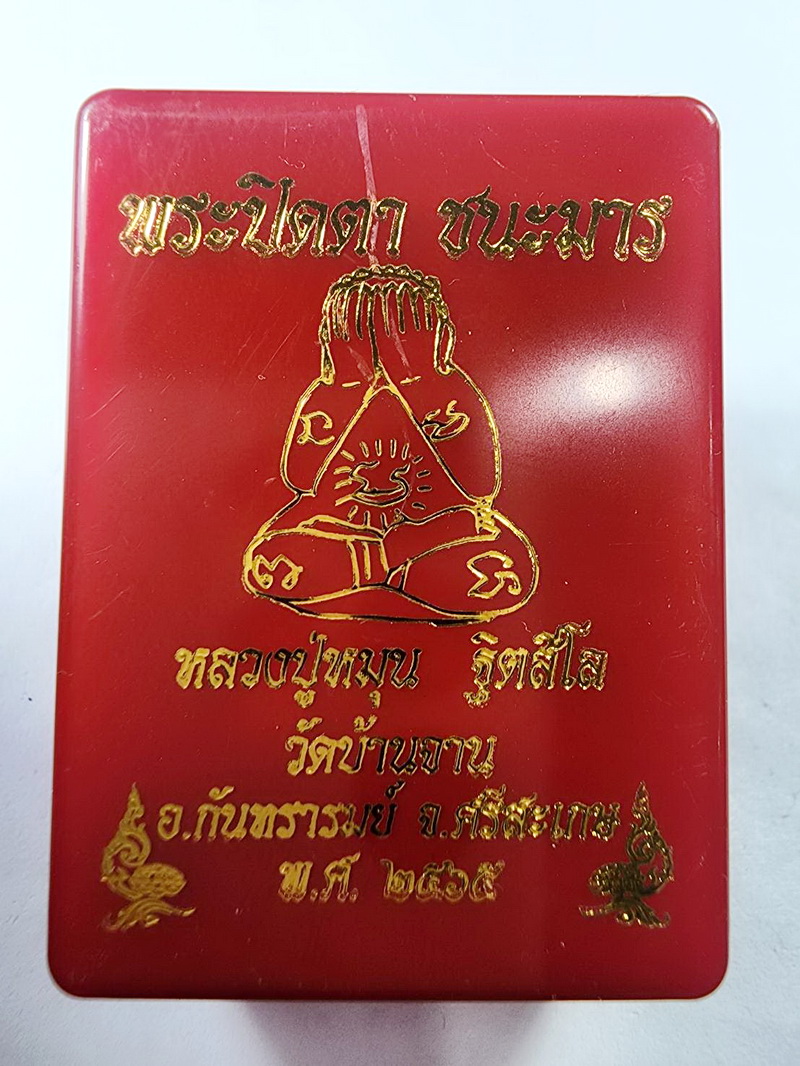 พระปิดตา ชนะมาร
หลวงปู่หมุน ฐิตสีโล
วัดบ้านจาน
อ.กันทรารมย์ จ.ศรีสะเกษ
พ.ศ. ๒๕๖๕